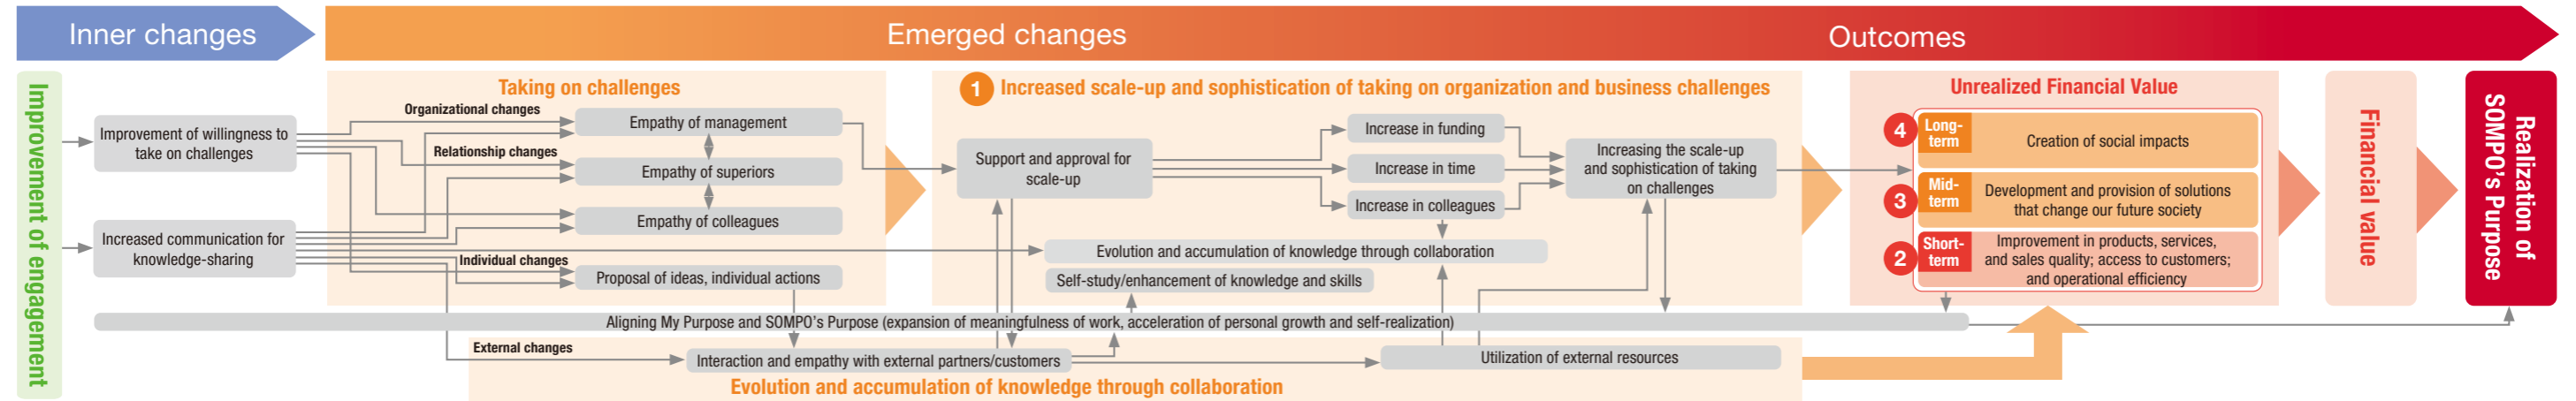 Inner changes
Emerged changes
Outcomes
Improvement of engagement
Improvement of willingness to
take on challenges
Increased communication for
knowledge-sharing
Taking on challenges
Organizational changes
Empathy of management
Relationship changes
Empathy of superiors
Empathy of colleagues
Individual changes
Proposal of ideas, individual actions
1 Increased scale-up and sophistication of taking on organization and business challenges
Support and approval for
scale-up
Increase in funding
Increase in time
Increase in colleagues
Increasing the scale-up
and sophistication of taking
on challenges
Evolution and accumulation of knowledge through collaboration
Self-study/enhancement of knowledge and skills
Aligning My Purpose and SOMPO's Purpose (expansion of meaningfulness of work, acceleration of personal growth and self-realization)
External changes
Interaction and empathy with external partners/customers
Utilization of external resources
Evolution and accumulation of knowledge through collaboration
Unrealized Financial Value
4 Long-
term
Creation of social impacts
3 Mid-
term
Development and provision of solutions
that change our future society
2 Short-
term
Improvement in products, services,
and sales quality; access to customers;
and operational efficiency
Financial value
Realization of
SOMPO's Purpose